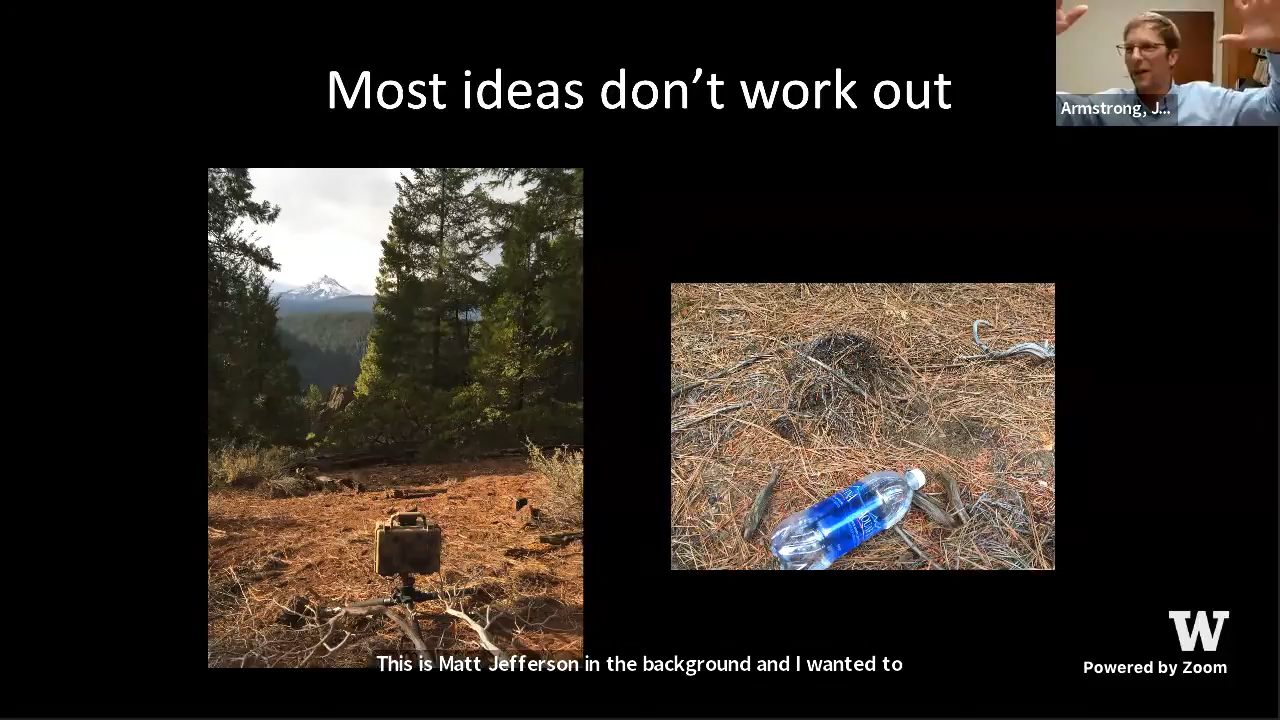 Most ideas don't work out
Armstrong, J...
This is Matt Jefferson in the background and I wanted to
W
Powered by Zoom